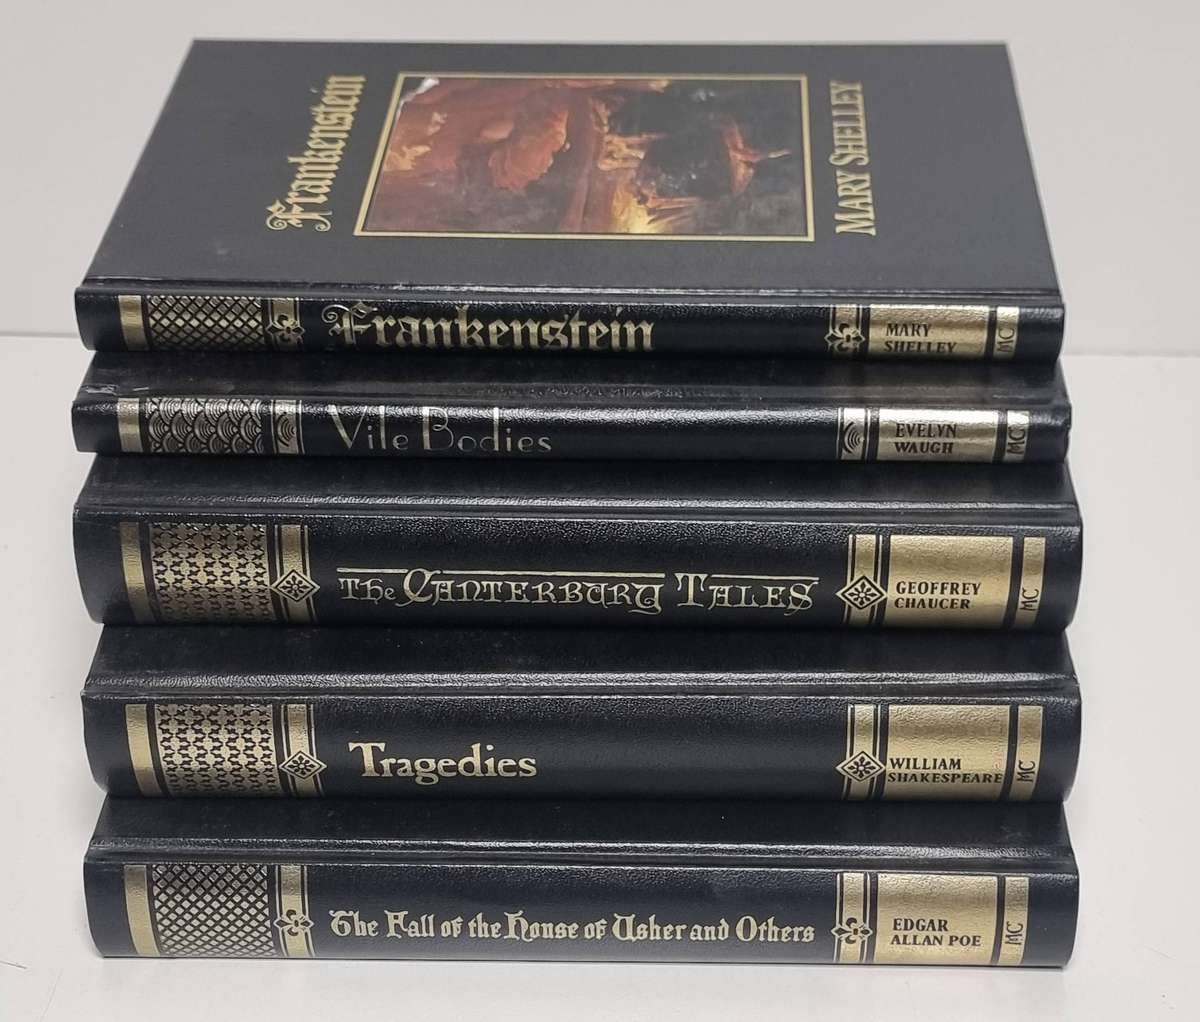 Frankenstein
MARY SHELLEY
Frankenstein
MARY
SHELLEY
MC
Vile Bodies
EVELYN
WAUGH
MC
The CANTERBURY TALES
GEOFFREY
CHAUCER
MC
Tragedies
WILLIAM
SHAKESPEARE
MC
The Fall of the House of Usher and Others
EDGAR
ALLAN POE
MC